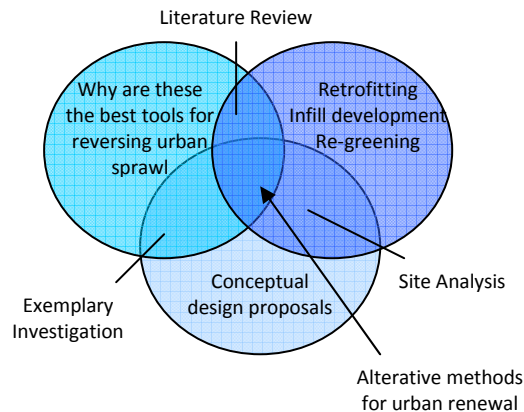 Literature Review
Why are these
the best tools for
reversing urban
sprawl
Retrofitting
Infill development
Re-greening
Conceptual
design proposals
Exemplary
Investigation
Site Analysis
Alterative methods
for urban renewal